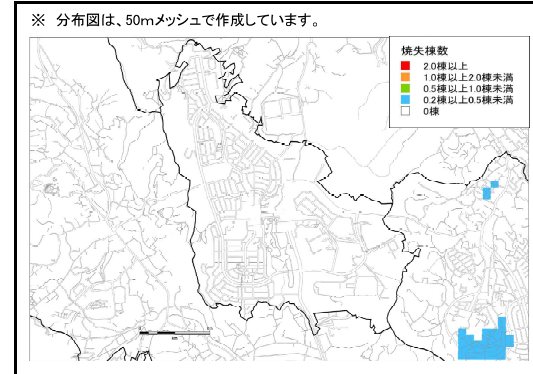 ※ 分布図は、50mメッシュで作成しています。
焼失棟数
2.0棟以上
1.0棟以上2.0棟未満
0.5棟以上1.0棟未満
0.2棟以上0.5棟未満
0棟